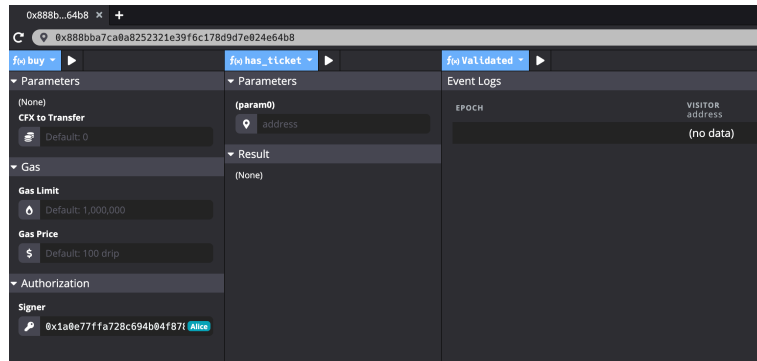 0x888b...64b8 × +
0x888bba7ca0a8252321e39f6c178d9d7e024e64b8
f(x) buy
Parameters
(None)
CFX to Transfer
Default: 0
Gas
Gas Limit
Default: 1,000,000
Gas Price
$ Default: 100 drip
Authorization
Signer
0x1a0e77ffa728c694b04f878 Alice
f(x) has_ticket
Parameters
(param0)
address
Result
(None)
f(x) Validated
Event Logs
EPOCH VISITOR
address
(no data)